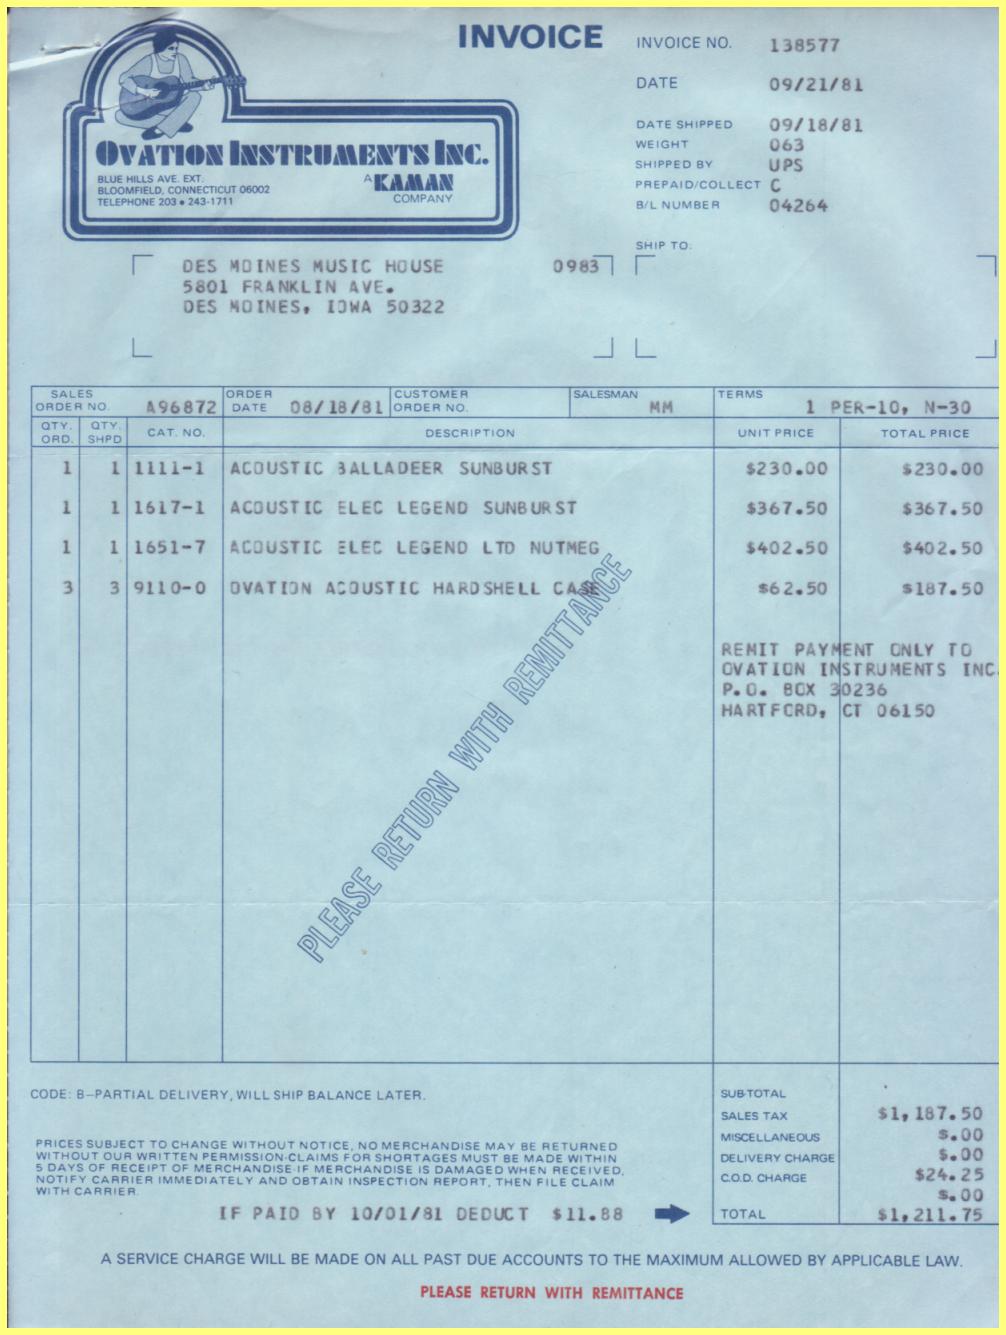 INVOICE
INVOICE NO. 138577
DATE 09/21/81
DATE SHIPPED 09/18/81
WEIGHT 063
SHIPPED BY UPS
PREPAID/COLLECT C
B/L NUMBER 04264
OVATION INSTRUMENTS INC.
BLUE HILLS AVE. EXT.
BLOOMFIELD, CONNECTICUT 06002
TELEPHONE 203 • 243-1711
A KAMAN
COMPANY
SHIP TO:
DES MOINES MUSIC HOUSE 0983
5801 FRANKLIN AVE.
DES MOINES, IOWA 50322
SALES ORDER NO. A96872 ORDER DATE 08/18/81 CUSTOMER ORDER NO. SALESMAN MM TERMS 1 PER-10, N-30
QTY. ORD. QTY. SHPD CAT. NO. DESCRIPTION UNIT PRICE TOTAL PRICE
1 1 1111-1 ACOUSTIC BALLADEER SUNBURST $230.00 $230.00
1 1 1617-1 ACOUSTIC ELEC LEGEND SUNBURST $367.50 $367.50
1 1 1651-7 ACOUSTIC ELEC LEGEND LTD NUTMEG $402.50 $402.50
3 3 9110-0 OVATION ACOUSTIC HARDSHELL CASE $62.50 $187.50
REMIT PAYMENT ONLY TO
OVATION INSTRUMENTS INC.
P.O. BOX 30236
HARTFORD, CT 06150
PLEASE RETURN WITH REMITTANCE
CODE: B–PARTIAL DELIVERY, WILL SHIP BALANCE LATER.
SUB-TOTAL
SALES TAX $1,187.50
MISCELLANEOUS $.00
DELIVERY CHARGE $.00
C.O.D. CHARGE $24.25
$.00
TOTAL $1,211.75
PRICES SUBJECT TO CHANGE WITHOUT NOTICE, NO MERCHANDISE MAY BE RETURNED
WITHOUT OUR WRITTEN PERMISSION-CLAIMS FOR SHORTAGES MUST BE MADE WITHIN
5 DAYS OF RECEIPT OF MERCHANDISE-IF MERCHANDISE IS DAMAGED WHEN RECEIVED,
NOTIFY CARRIER IMMEDIATELY AND OBTAIN INSPECTION REPORT, THEN FILE CLAIM
WITH CARRIER.
IF PAID BY 10/01/81 DEDUCT $11.88
A SERVICE CHARGE WILL BE MADE ON ALL PAST DUE ACCOUNTS TO THE MAXIMUM ALLOWED BY APPLICABLE LAW.
PLEASE RETURN WITH REMITTANCE